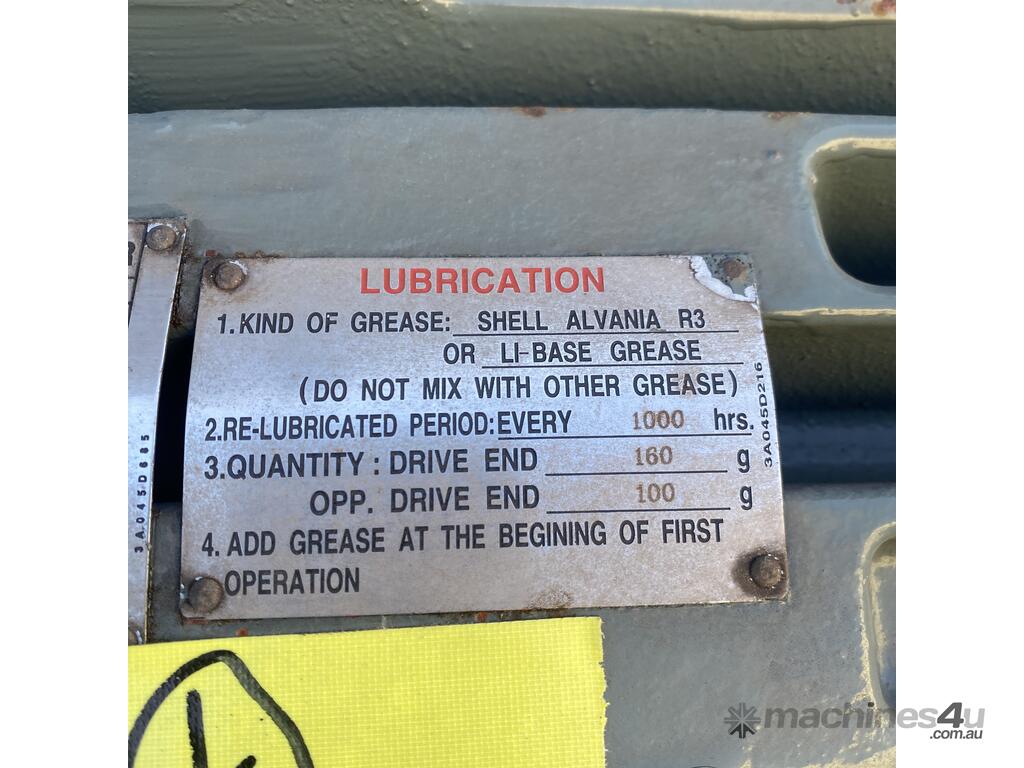 LUBRICATION
1.KIND OF GREASE: SHELL ALVANIA R3
OR LI-BASE GREASE
(DO NOT MIX WITH OTHER GREASE)
2.RE-LUBRICATED PERIOD:EVERY 1000 hrs.
3.QUANTITY : DRIVE END 160 g
OPP. DRIVE END 100 g
4. ADD GREASE AT THE BEGINING OF FIRST
OPERATION
3A045D216
3A045D685
machines4u
.com.au